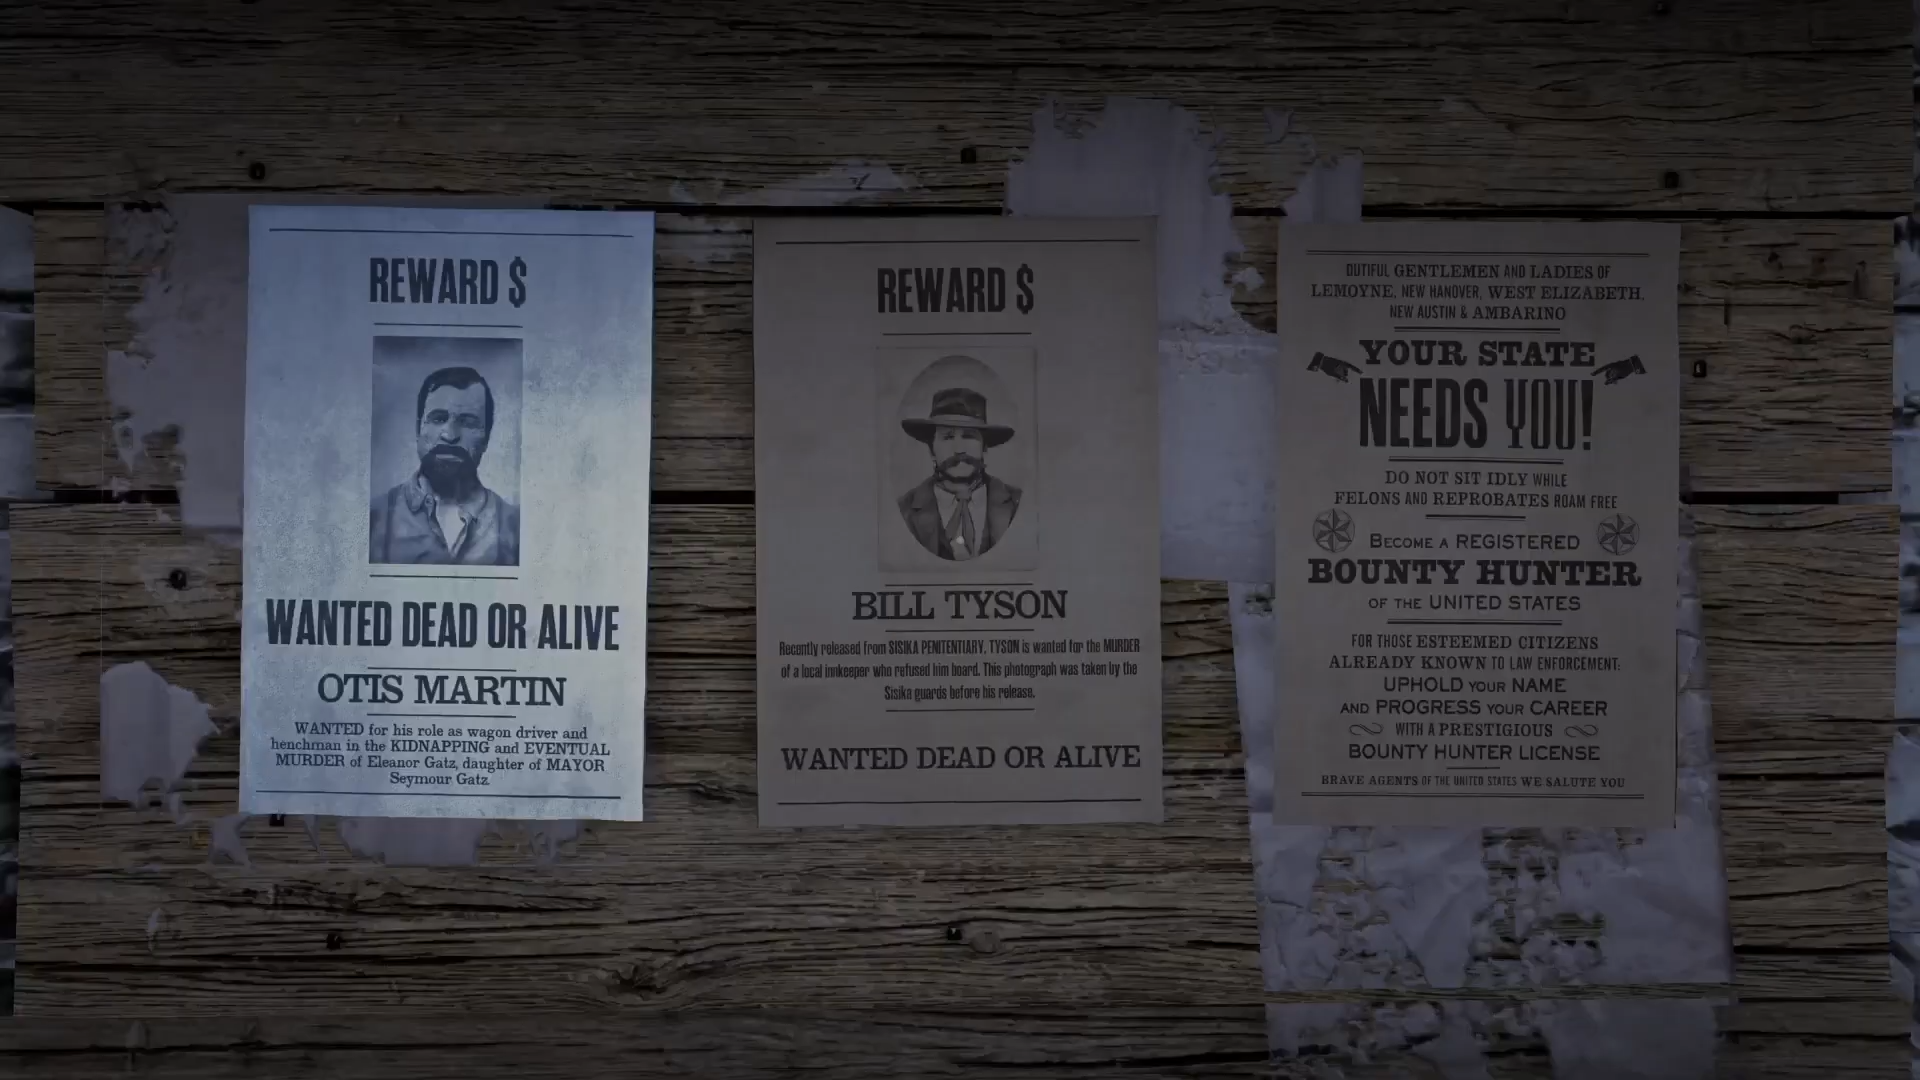 REWARD $
WANTED DEAD OR ALIVE
OTIS MARTIN
WANTED for his role as wagon driver and
henchman in the KIDNAPPING and EVENTUAL
MURDER of Eleanor Gatz, daughter of MAYOR
Seymour Gatz.
REWARD $
BILL TYSON
Recently released from SISIKA PENITENTIARY, TYSON is wanted for the MURDER
of a local innkeeper who refused him board. This photograph was taken by the
Sisika guards before his release.
WANTED DEAD OR ALIVE
DUTIFUL GENTLEMEN AND LADIES OF
LEMOYNE, NEW HANOVER, WEST ELIZABETH,
NEW AUSTIN & AMBARINO
YOUR STATE
NEEDS YOU!
DO NOT SIT IDLY WHILE
FELONS AND REPROBATES ROAM FREE
BECOME A REGISTERED
BOUNTY HUNTER
OF THE UNITED STATES
FOR THOSE ESTEEMED CITIZENS
ALREADY KNOWN TO LAW ENFORCEMENT:
UPHOLD YOUR NAME
AND PROGRESS YOUR CAREER
WITH A PRESTIGIOUS
BOUNTY HUNTER LICENSE
BRAVE AGENTS OF THE UNITED STATES WE SALUTE YOU